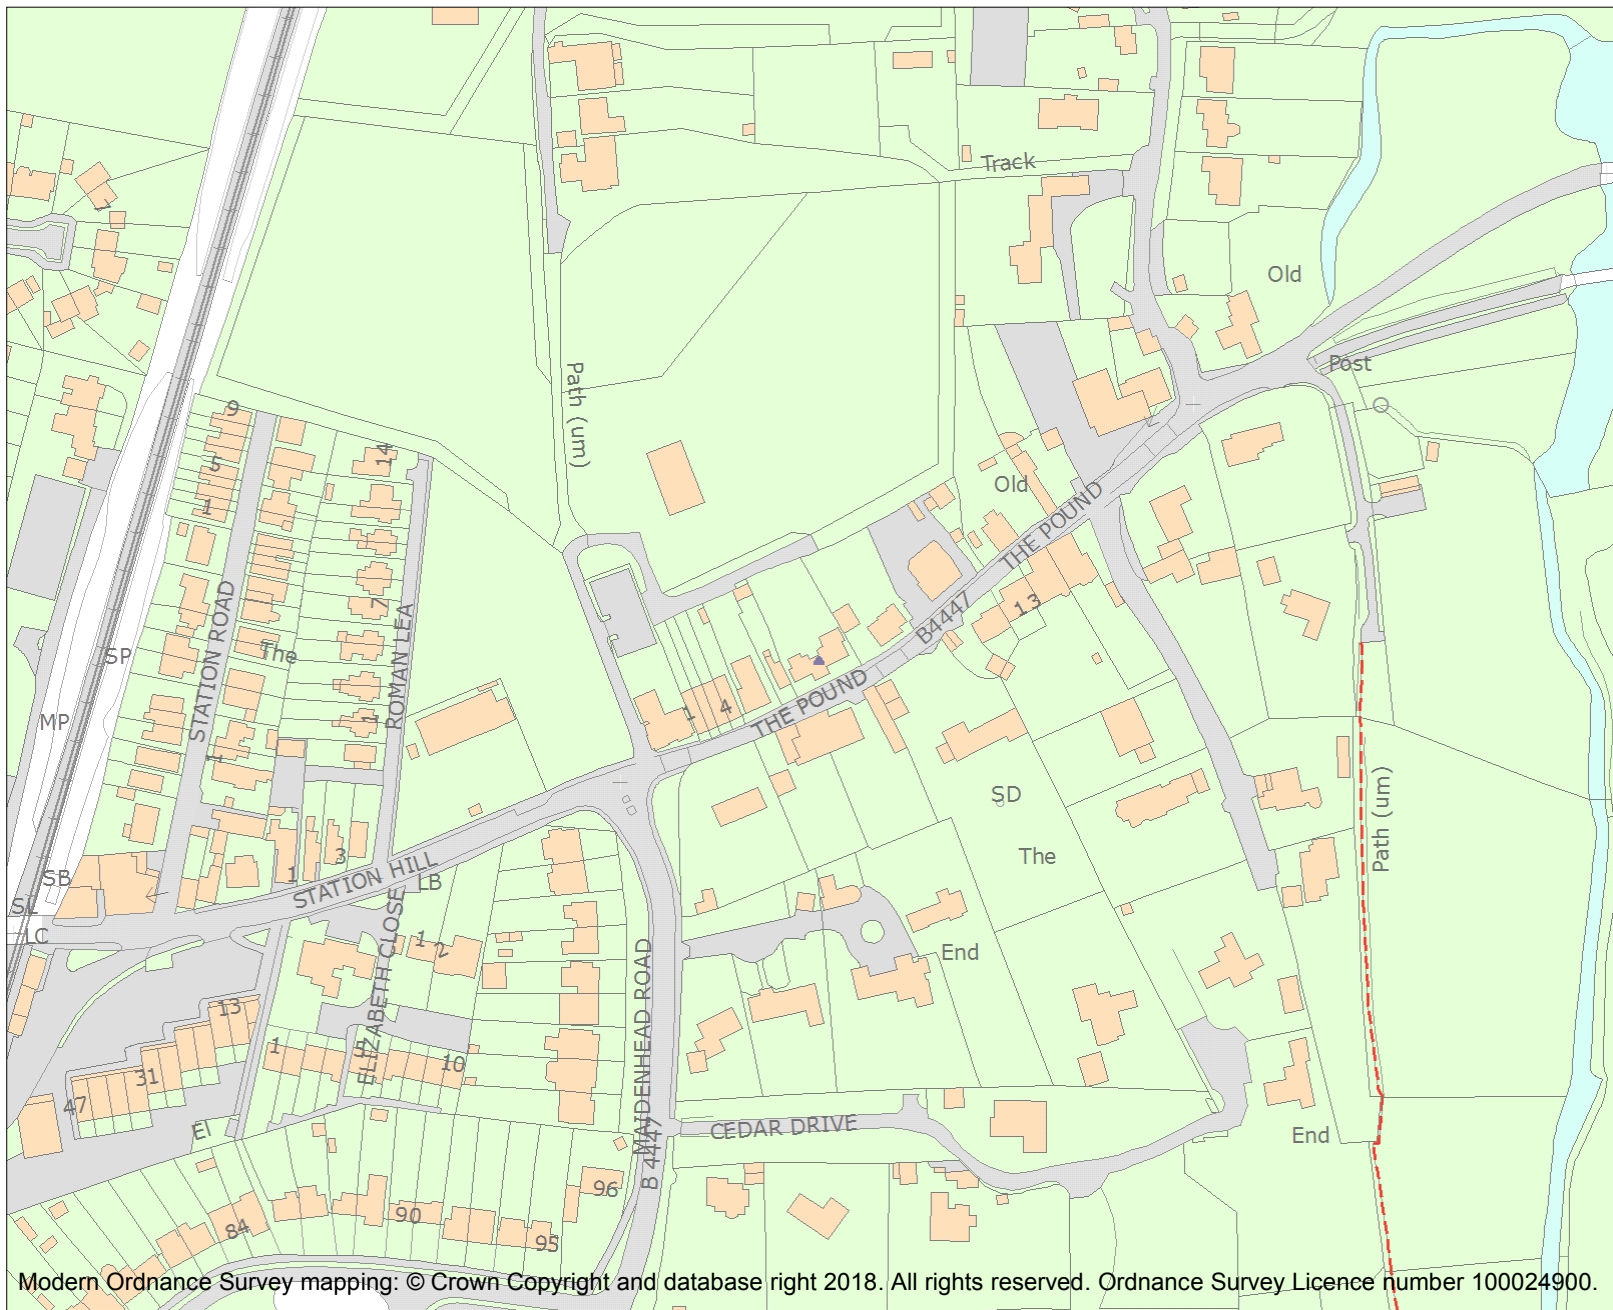 Track
7
Old
Post
Path (um)
9
14
5
1
Old
THE POUND
STATION ROAD
7
ROMAN LEA
13
B4447
The
SP
MP
1
1
4
THE POUND
1
SD
Path (um)
3
The
1
STATION HILL
LB
SB
SL
LC
1
2
End
ELIZABETH CLOSE
MAIDENHEAD ROAD
13
1
5
10
31
47
El
CEDAR DRIVE
End
B 4447
96
90
84
95
Modern Ordnance Survey mapping: © Crown Copyright and database right 2018. All rights reserved. Ordnance Survey Licence number 100024900.